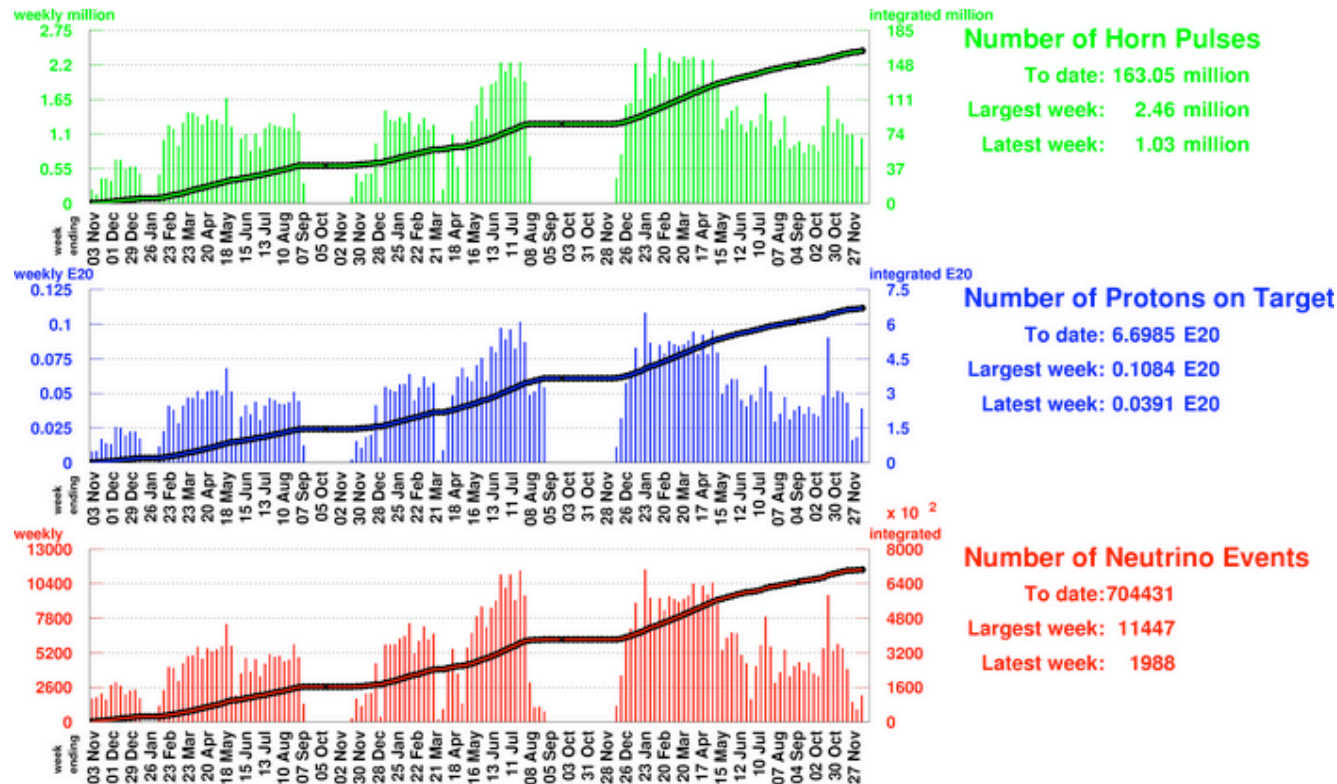 weekly million
integrated million
2.75
2.2
1.65
1.1
0.55
0
185
148
111
74
37
0
week ending
03 Nov
01 Dec
29 Dec
26 Jan
23 Feb
23 Mar
20 Apr
18 May
15 Jun
13 Jul
10 Aug
07 Sep
05 Oct
02 Nov
30 Nov
28 Dec
25 Jan
22 Feb
21 Mar
18 Apr
16 May
13 Jun
11 Jul
08 Aug
05 Sep
03 Oct
31 Oct
28 Nov
26 Dec
23 Jan
20 Feb
20 Mar
17 Apr
15 May
12 Jun
10 Jul
07 Aug
04 Sep
02 Oct
30 Oct
27 Nov
Number of Horn Pulses
To date: 163.05 million
Largest week: 2.46 million
Latest week: 1.03 million
weekly E20
integrated E20
0.125
0.1
0.075
0.05
0.025
0
7.5
6
4.5
3
1.5
0
week ending
03 Nov
01 Dec
29 Dec
26 Jan
23 Feb
23 Mar
20 Apr
18 May
15 Jun
13 Jul
10 Aug
07 Sep
05 Oct
02 Nov
30 Nov
28 Dec
25 Jan
22 Feb
21 Mar
18 Apr
16 May
13 Jun
11 Jul
08 Aug
05 Sep
03 Oct
31 Oct
28 Nov
26 Dec
23 Jan
20 Feb
20 Mar
17 Apr
15 May
12 Jun
10 Jul
07 Aug
04 Sep
02 Oct
30 Oct
27 Nov
Number of Protons on Target
To date: 6.6985 E20
Largest week: 0.1084 E20
Latest week: 0.0391 E20
x 10 2
weekly
integrated
13000
10400
7800
5200
2600
0
8000
6400
4800
3200
1600
0
week ending
03 Nov
01 Dec
29 Dec
26 Jan
23 Feb
23 Mar
20 Apr
18 May
15 Jun
13 Jul
10 Aug
07 Sep
05 Oct
02 Nov
30 Nov
28 Dec
25 Jan
22 Feb
21 Mar
18 Apr
16 May
13 Jun
11 Jul
08 Aug
05 Sep
03 Oct
31 Oct
28 Nov
26 Dec
23 Jan
20 Feb
20 Mar
17 Apr
15 May
12 Jun
10 Jul
07 Aug
04 Sep
02 Oct
30 Oct
27 Nov
Number of Neutrino Events
To date:704431
Largest week: 11447
Latest week: 1988